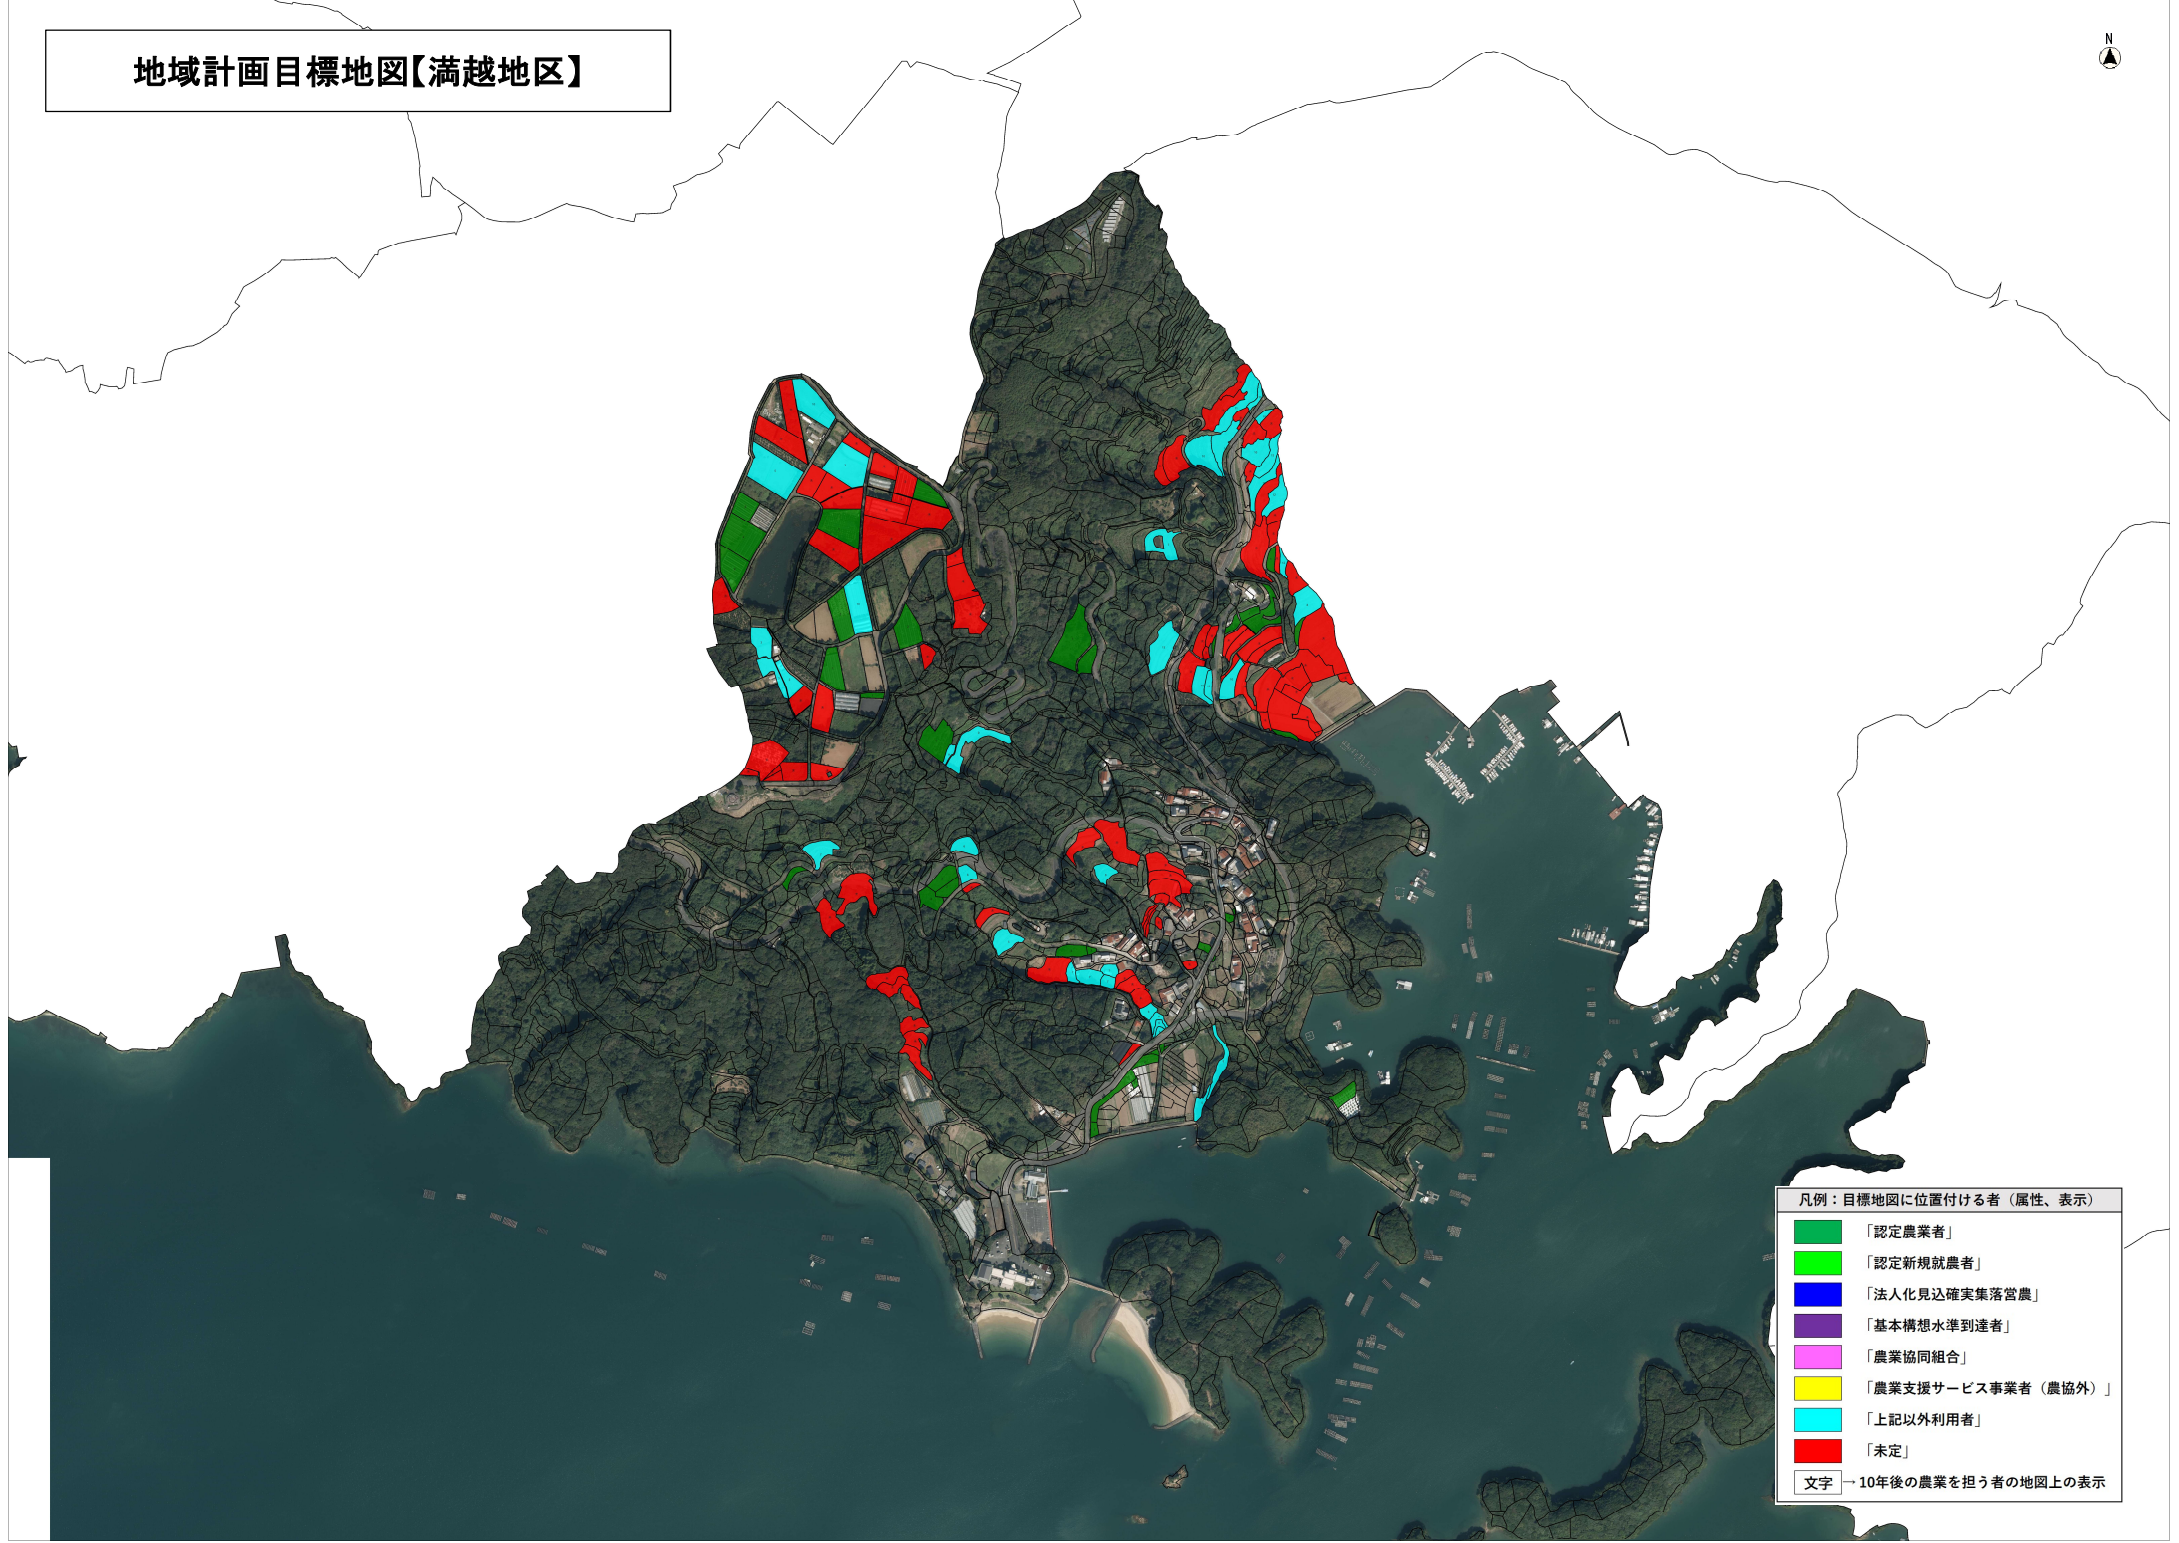 地域計画目標地図【満越地区】
N
凡例：目標地図に位置付ける者（属性、表示）
「認定農業者」
「認定新規就農者」
「法人化見込確実集落営農」
「基本構想水準到達者」
「農業協同組合」
「農業支援サービス事業者（農協外）」
「上記以外利用者」
「未定」
文字→10年後の農業を担う者の地図上の表示